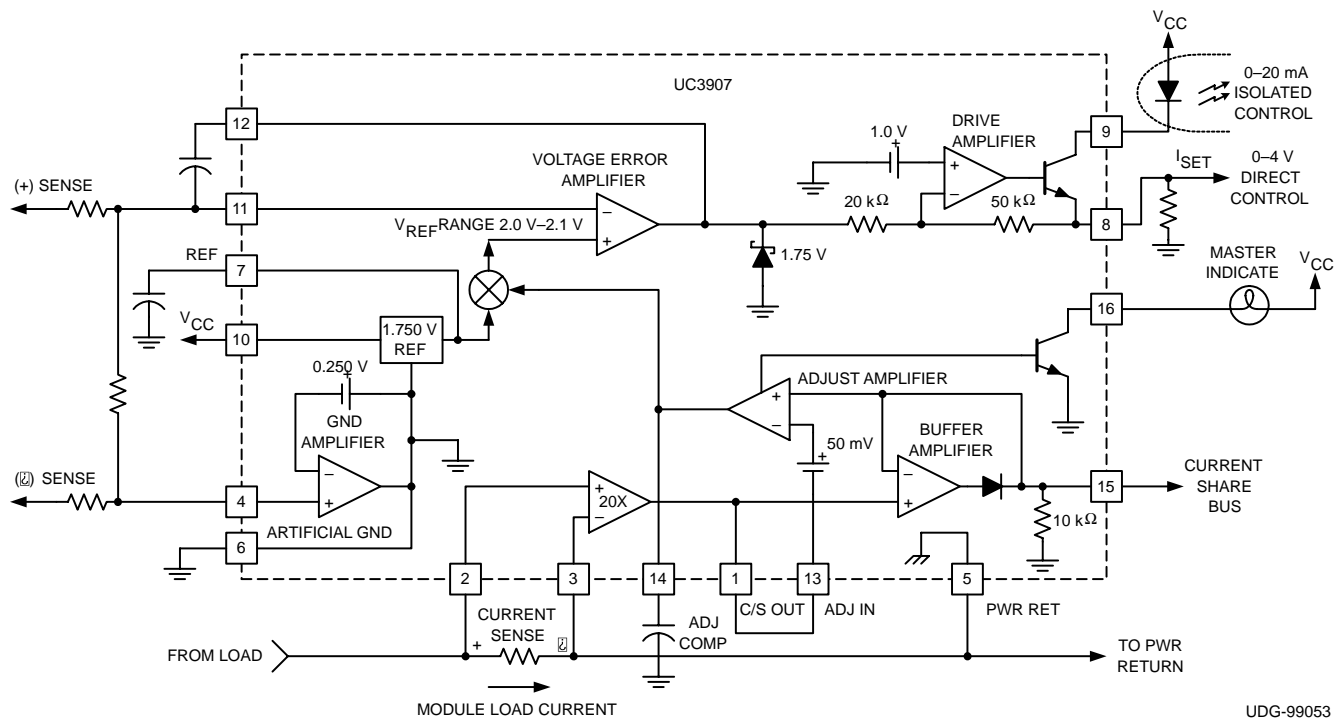 VCC
UC3907
0–20 mA
ISOLATED
CONTROL
12
9
DRIVE
AMPLIFIER
1.0 V
+
−
VOLTAGE ERROR
AMPLIFIER
ISET
0–4 V
DIRECT
CONTROL
(+) SENSE
11
−
+
20 kΩ
50 kΩ
8
VREF RANGE 2.0 V–2.1 V
1.75 V
REF
7
MASTER
INDICATE
VCC
VCC
10
1.750 V
REF
16
0.250 V
+
GND
AMPLIFIER
−
+
ADJUST AMPLIFIER
+
−
50 mV
+
BUFFER
AMPLIFIER
−
+
() SENSE
4
20X
+
−
15
CURRENT
SHARE
BUS
10 kΩ
ARTIFICIAL GND
6
2
3
14
1
13
5
C/S OUT
ADJ IN
PWR RET
CURRENT
SENSE
+
ADJ
COMP
FROM LOAD
TO PWR
RETURN
MODULE LOAD CURRENT
UDG-99053